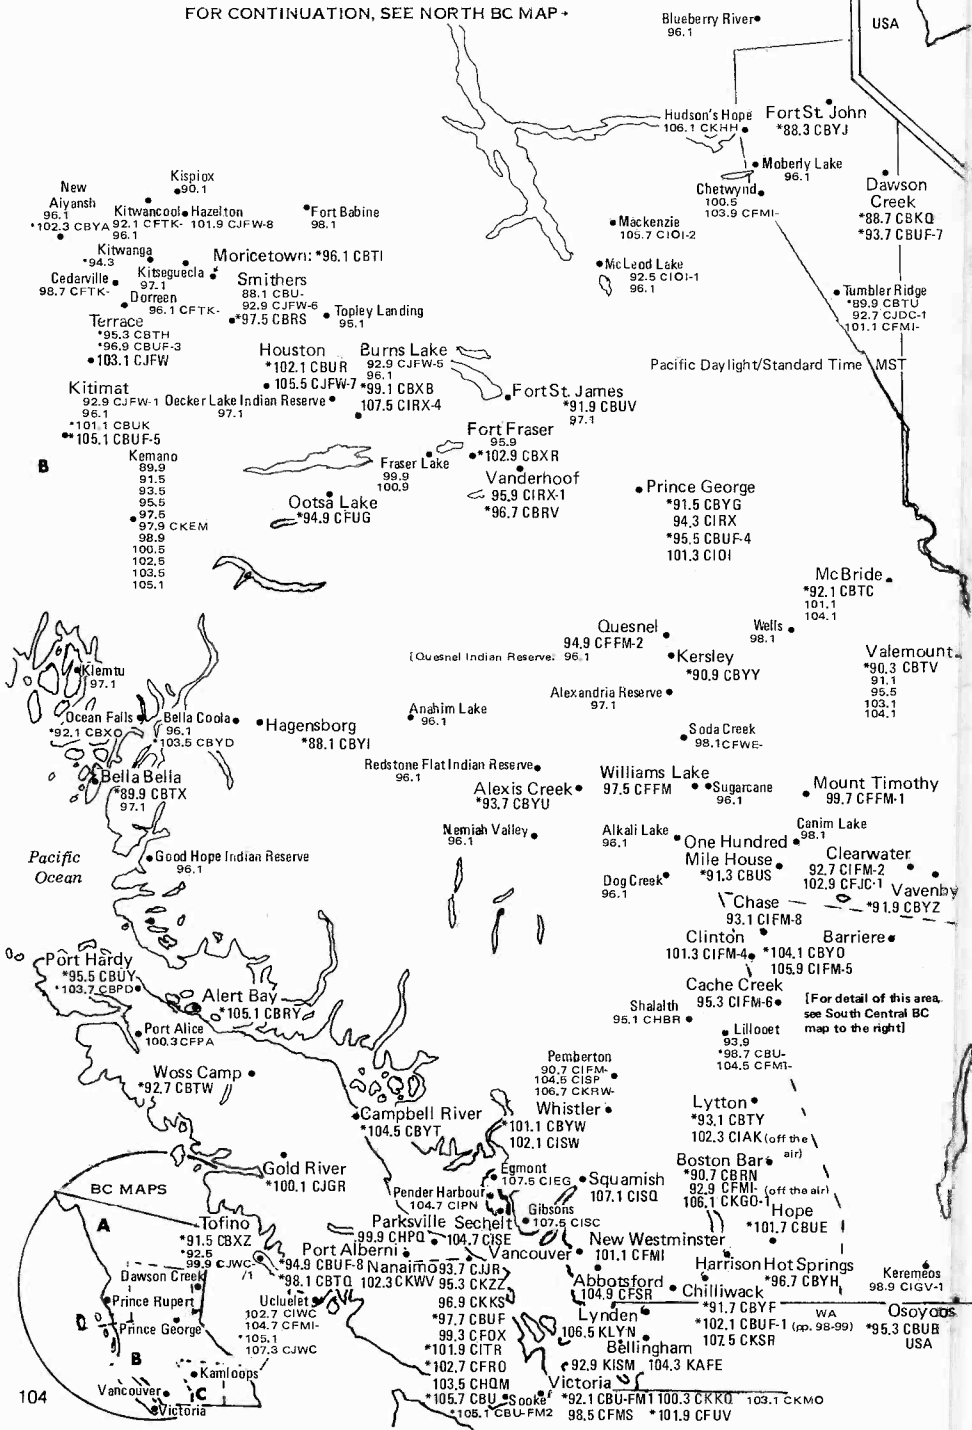 FOR CONTINUATION, SEE NORTH BC MAP→
Blueberry River
96.1
USA
Hudson's Hope
106.1 CKHH
Fort St. John
*88.3 CBYJ
Moberly Lake
96.1
Chetwynd
100.5
103.9 CFMI-
Dawson
Creek
*88.7 CBKQ
*93.7 CBUF-7
Kispiox
90.1
New
Aiyansh
96.1
*102.3 CBYA
Kitwancool
92.1 CFTK-
96.1
Hazelton
101.9 CJFW-8
Fort Babine
98.1
Mackenzie
105.7 CIOI-2
Kitwanga
*94.3
Moricetown: *96.1 CBTI
McLeod Lake
92.5 CIOI-1
96.1
Cedarville
98.7 CFTK-
Kitseguecla
97.1
Smithers
88.1 CBU-
92.9 CJFW-6
*97.5 CBRS
Dorreen
96.1 CFTK-
Topley Landing
95.1
Tumbler Ridge
*89.9 CBTU
92.7 CJDC-1
101.1 CFMI-
Terrace
*95.3 CBTH
*96.9 CBUF-3
103.1 CJFW
Houston
*102.1 CBUR
105.5 CJFW-7
Burns Lake
92.9 CJFW-5
96.1
*99.1 CBXB
107.5 CIRX-4
Pacific Daylight/Standard Time
MST
Kitimat
92.9 CJFW-1
96.1
*101.1 CBUK
*105.1 CBUF-5
Oecker Lake Indian Reserve
97.1
Fort St. James
*91.9 CBUV
97.1
Fort Fraser
95.9
*102.9 CBXR
B
Kemano
89.9
91.5
93.5
95.5
97.5
97.9 CKEM
98.9
100.5
102.5
103.5
105.1
Fraser Lake
99.9
100.9
Vanderhoof
95.9 CIRX-1
*96.7 CBRV
Ootsa Lake
*94.9 CFUG
Prince George
*91.5 CBYG
94.3 CIRX
*95.5 CBUF-4
101.3 CIOI
McBride
*92.1 CBTC
101.1
104.1
Quesnel
94.9 CFFM-2
Wells
98.1
[Quesnel Indian Reserve: 96.1
Kersley
*90.9 CBYY
Valemount
*90.3 CBTV
91.1
95.5
103.1
104.1
Klemtu
97.1
Alexandria Reserve
97.1
Ocean Falls
*92.1 CBXO
Bella Coola
96.1
*103.5 CBYD
Hagensborg
*88.1 CBYI
Anahim Lake
96.1
Soda Creek
98.1 CFWE-
Redstone Flat Indian Reserve
96.1
Bella Bella
*89.9 CBTX
97.1
Alexis Creek
*93.7 CBYU
Williams Lake
97.5 CFFM
Sugarcane
96.1
Mount Timothy
99.7 CFFM-1
Nemiah Valley
96.1
Alkali Lake
96.1
Canim Lake
98.1
One Hundred
Mile House
*91.3 CBUS
Pacific
Ocean
Good Hope Indian Reserve
96.1
Clearwater
92.7 CIFM-2
102.9 CFJC-1
Dog Creek
96.1
Vavenby
*91.9 CBYZ
Chase
93.1 CIFM-8
Clinton
101.3 CIFM-4
Barriere
*104.1 CBYO
105.9 CIFM-5
Port Hardy
*95.5 CBUY
*103.7 CBPD
Cache Creek
95.3 CIFM-6
Alert Bay
*105.1 CBRY
Shalalth
95.1 CHBR
[For detail of this area,
see South Central BC
map to the right]
Port Alice
100.3 CFPA
Lillooet
93.9
*98.7 CBU-
104.5 CFMI-
Woss Camp
*92.7 CBTW
Pemberton
90.7 CIFM-
104.5 CISP
106.7 CKRW-
Campbell River
*104.5 CBYT
Whistler
*101.1 CBYW
102.1 CISW
Lytton
*93.1 CBTY
102.3 CIAK (off the
air)
Gold River
*100.1 CJGR
Egmont
107.5 CIEG
Squamish
107.1 CISQ
Boston Bar
*90.7 CBRN
92.9 CFMI- (off the air)
106.1 CKGO-1
BC MAPS
Pender Harbour
104.7 CIPN
Gibsons
107.5 CISC
Hope
*101.7 CBUE
A
Tofino
*91.5 CBXZ
*92.5
99.9 CJWC-
/1
Parksville
99.9 CHPQ
Sechelt
104.7 CISE
New Westminster
101.1 CFMI
Port Alberni
*94.9 CBUF-8
*98.1 CBTQ
Nanaimo
102.3 CKWV
Vancouver
93.7 CJJR
95.3 CKZZ
96.9 CKKS
*97.7 CBUF
99.3 CFOX
*101.9 CITR
*102.7 CFRO
103.5 CHQM
*105.7 CBU
Harrison Hot Springs
*96.7 CBYH
Dawson Creek
Abbotsford
104.9 CFSR
Chilliwack
*91.7 CBYF
*102.1 CBUF-1
107.5 CKSR
Keremeos
98.9 CIGV-1
Prince Rupert
Ucluelet
102.7 CIWC
104.7 CFMI-
*105.1
107.3 CJWC
Lynden
106.5 KLYN
WA
(pp. 98-99)
Osoyoos
*95.3 CBUB
USA
Prince George
Bellingham
92.9 KISM 104.3 KAFE
B
Kamloops
Vancouver
C
Victoria
104
Sooke
*105.1 CBU-FM2
Victoria
*92.1 CBU-FM1 100.3 CKKQ 103.1 CKMO
98.5 CFMS *101.9 CFUV